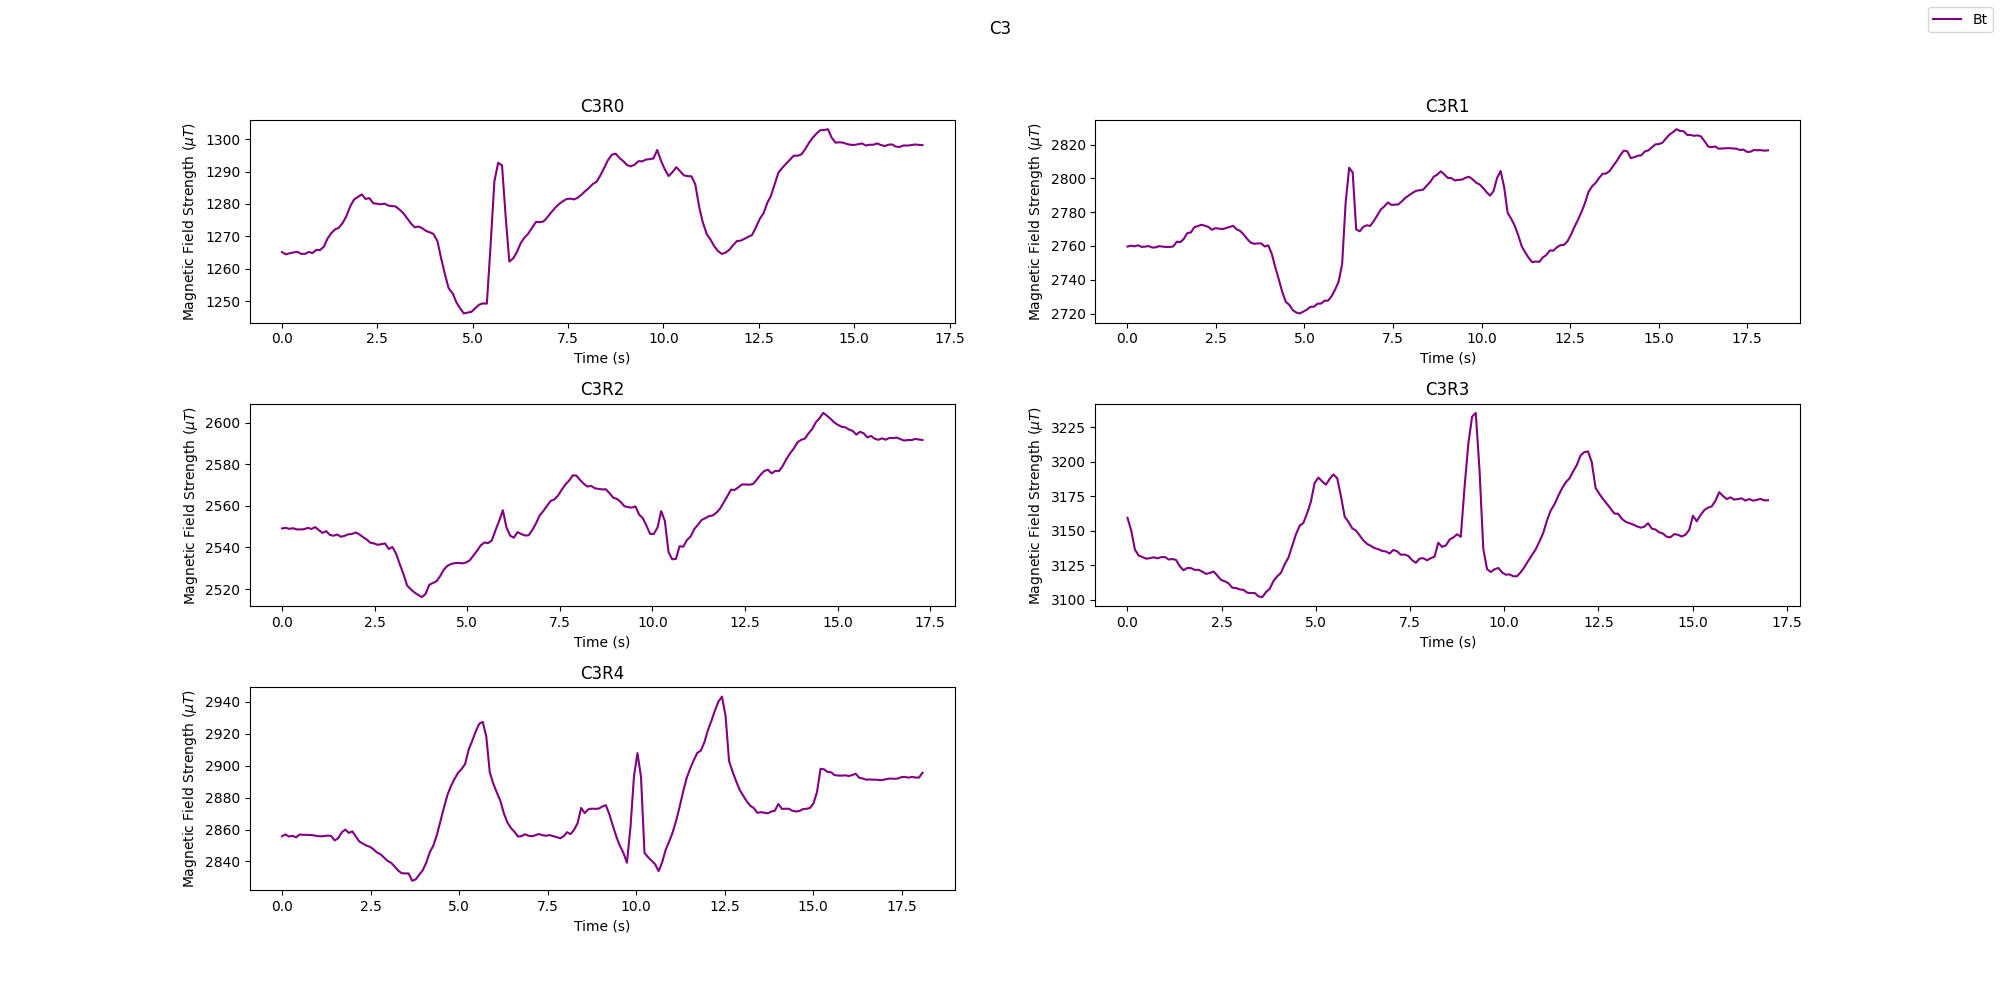 C3
Bt
C3R0
Magnetic Field Strength (μT)
1300
1290
1280
1270
1260
1250
0.0 2.5 5.0 7.5 10.0 12.5 15.0 17.5
Time (s)
C3R1
Magnetic Field Strength (μT)
2820
2800
2780
2760
2740
2720
0.0 2.5 5.0 7.5 10.0 12.5 15.0 17.5
Time (s)
C3R2
Magnetic Field Strength (μT)
2600
2580
2560
2540
2520
0.0 2.5 5.0 7.5 10.0 12.5 15.0 17.5
Time (s)
C3R3
Magnetic Field Strength (μT)
3225
3200
3175
3150
3125
3100
0.0 2.5 5.0 7.5 10.0 12.5 15.0 17.5
Time (s)
C3R4
Magnetic Field Strength (μT)
2940
2920
2900
2880
2860
2840
0.0 2.5 5.0 7.5 10.0 12.5 15.0 17.5
Time (s)